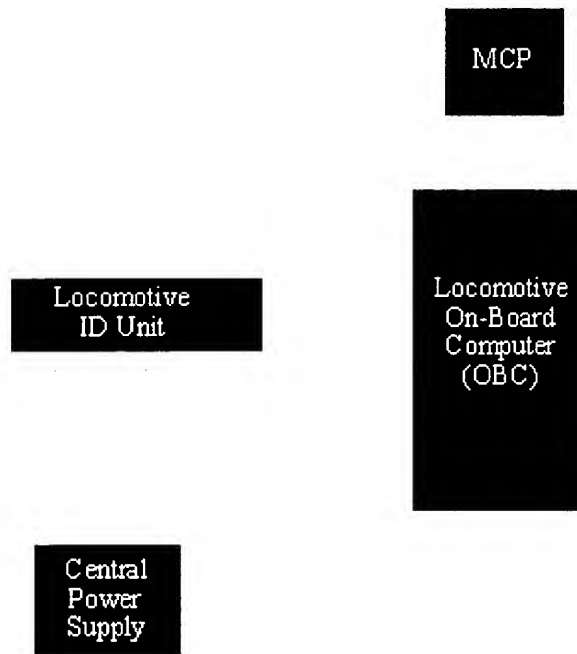 MCP
Locomotive
ID Unit
Locomotive
On-Board
Computer
(OBC)
Central
Power
Supply